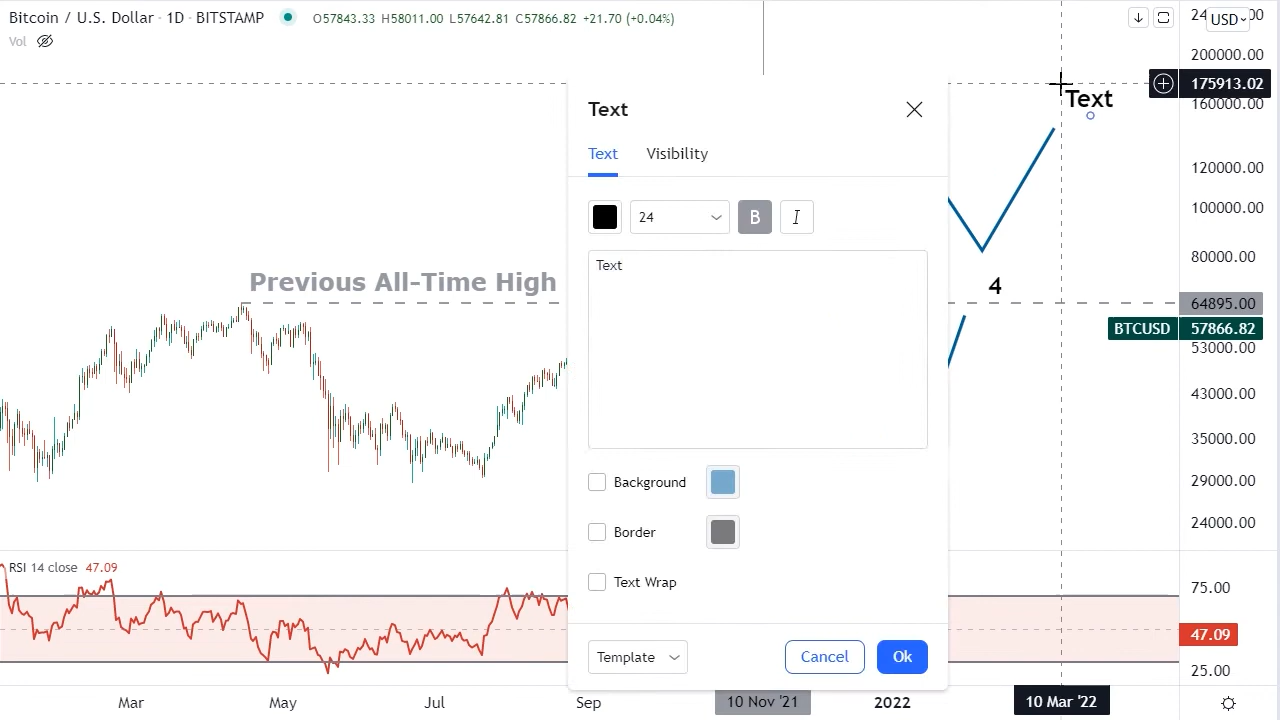 Bitcoin / U.S. Dollar · 1D · BITSTAMP
O57843.33 H58011.00 L57642.81 C57866.82 +21.70 (+0.04%)
USD
Vol
200000.00
175913.02
160000.00
Text
120000.00
100000.00
80000.00
4
64895.00
BTCUSD 57866.82
53000.00
43000.00
35000.00
29000.00
24000.00
Previous All-Time High
Text
Text Visibility
24
B
I
Text
Background
Border
Text Wrap
Template
Cancel
Ok
RSI 14 close 47.09
75.00
47.09
25.00
Mar
May
Jul
Sep
10 Nov '21
2022
10 Mar '22